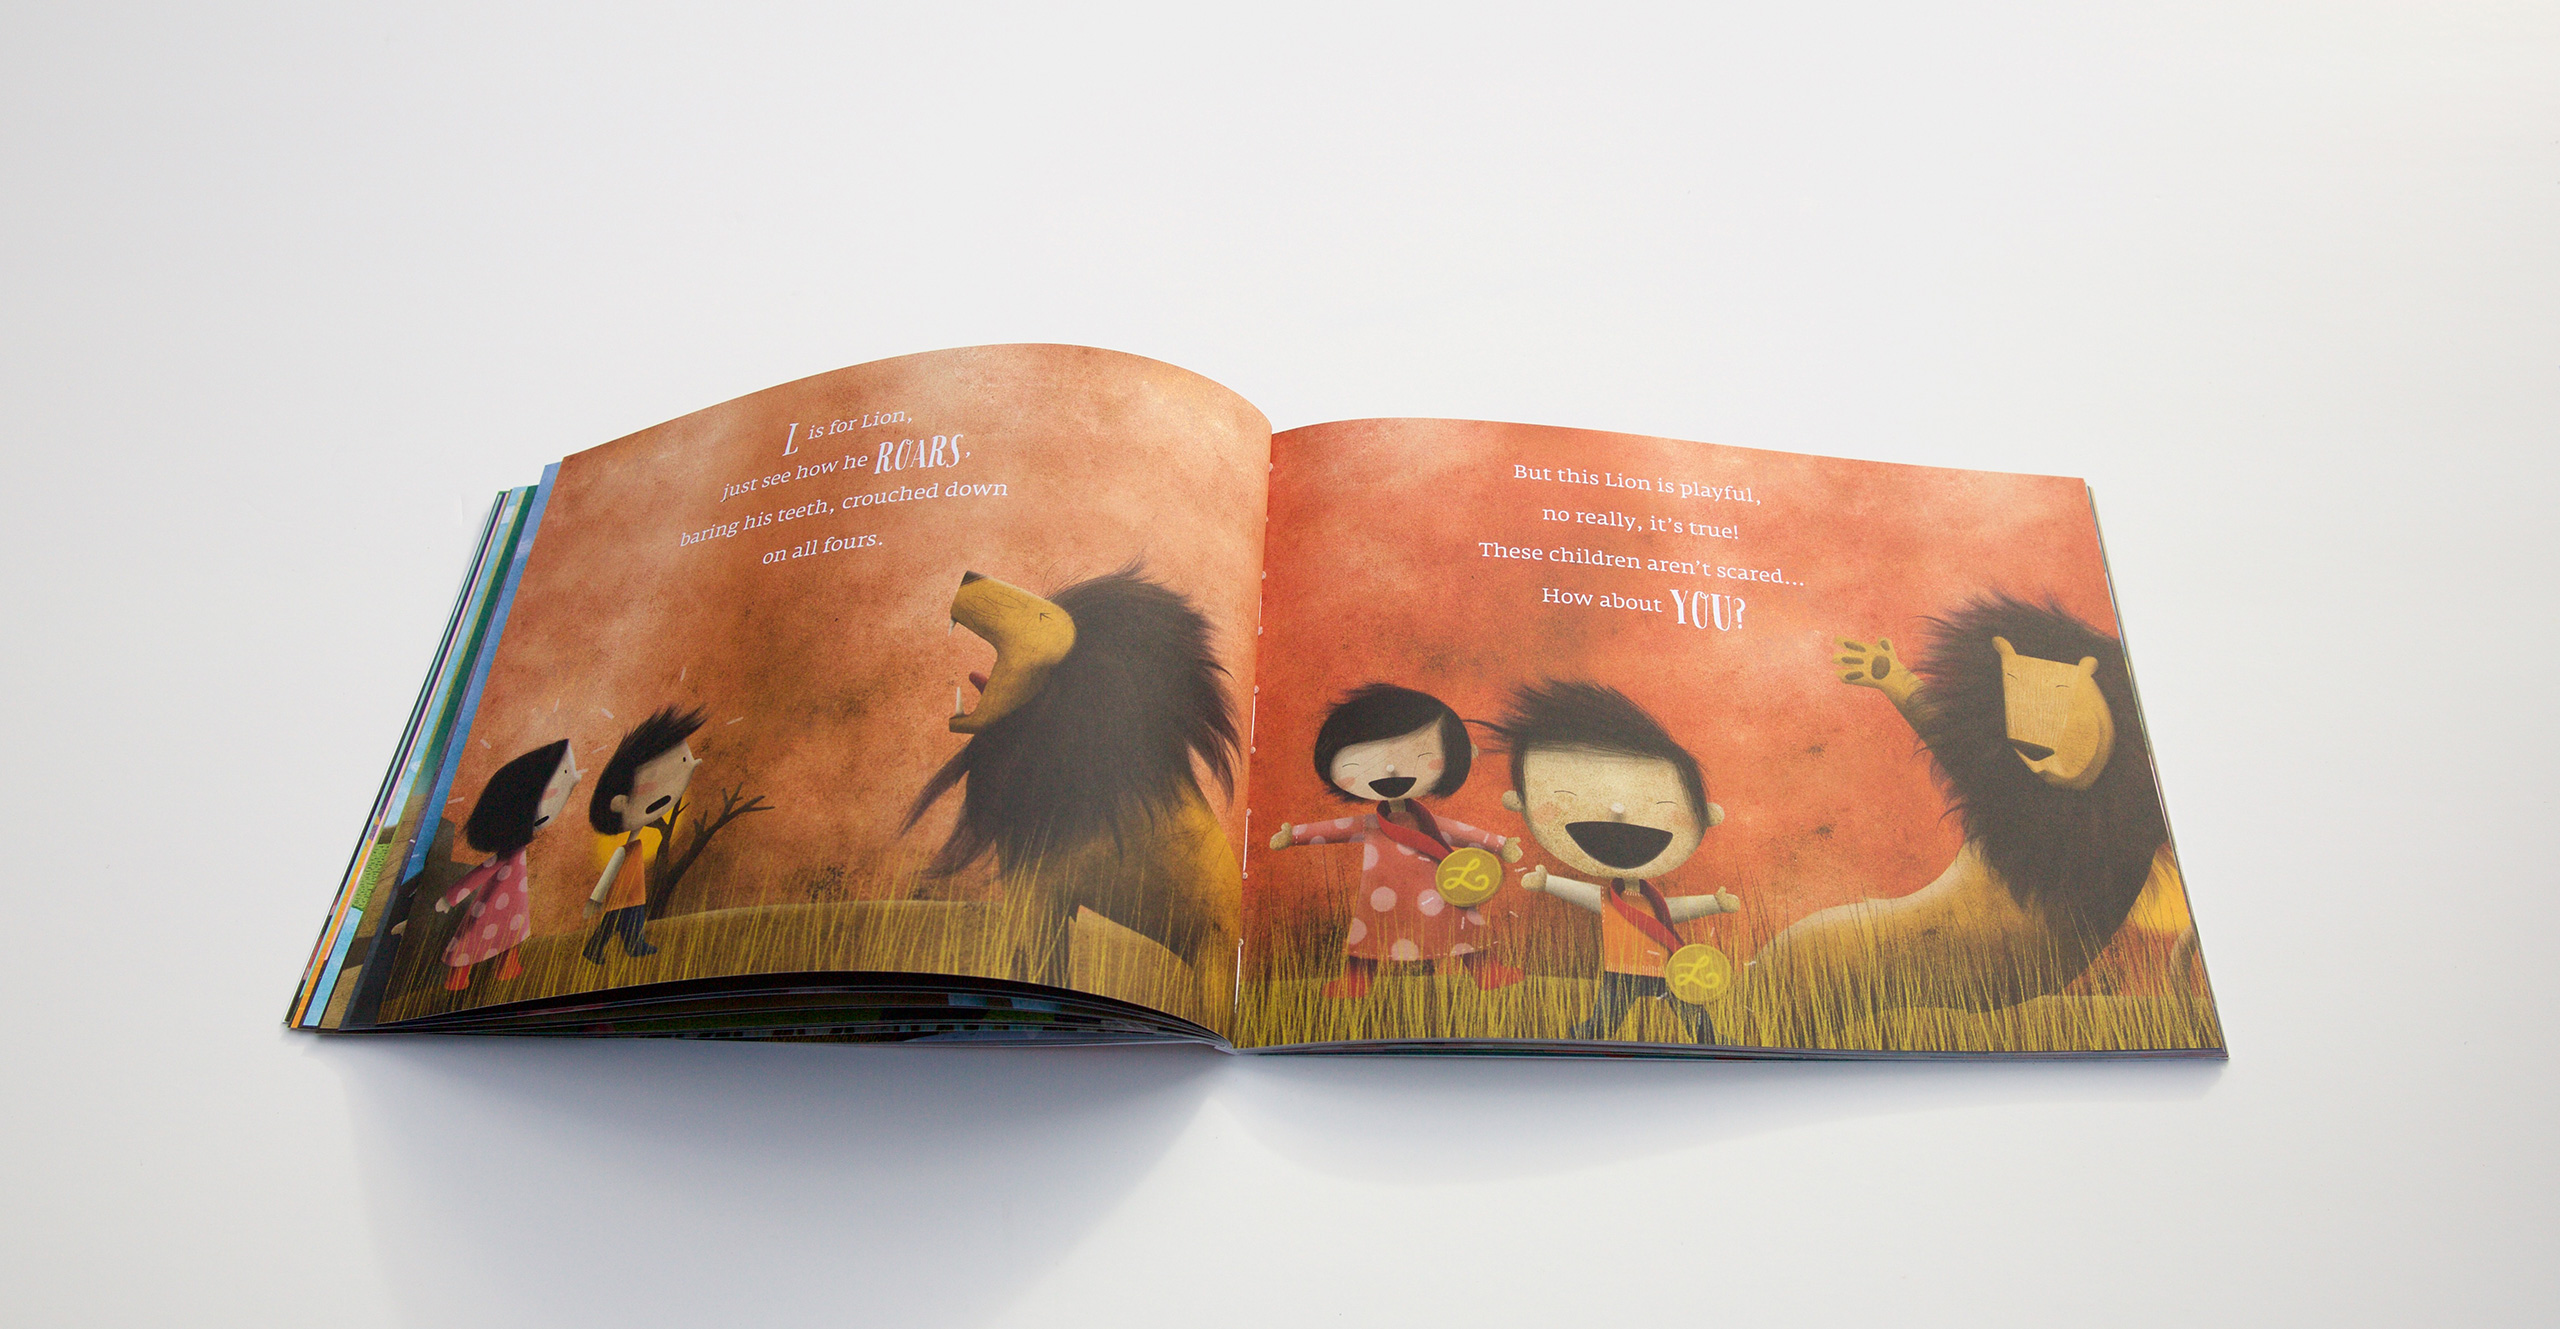 L is for Lion,
just see how he ROARS,
baring his teeth, crouched down
on all fours.
But this Lion is playful,
no really, it's true!
These children aren't scared...
How about YOU?
L
L